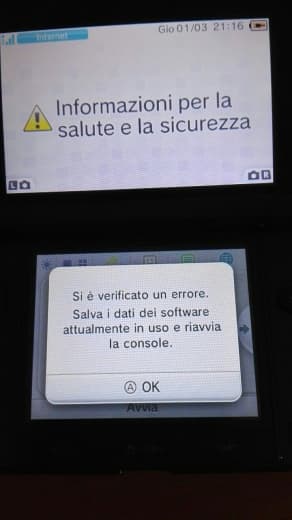 Internet
Gio 01/03 21:16
Informazioni per la
salute e la sicurezza
L
R
Si è verificato un errore.
Salva i dati dei software
attualmente in uso e riavvia
la console.
A OK
Avvia